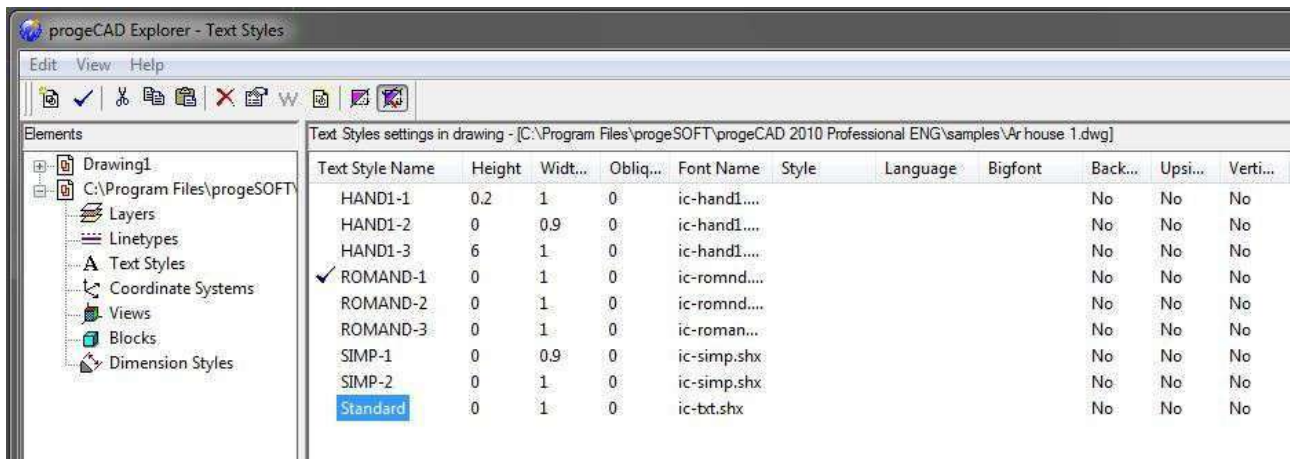 progeCAD Explorer - Text Styles
Edit View Help
Elements
Text Styles settings in drawing - [C:\Program Files\progeSOFT\progeCAD 2010 Professional ENG\samples\Ar house 1.dwg]
Drawing1
C:\Program Files\progeSOFT\
Layers
Linetypes
A Text Styles
Coordinate Systems
Views
Blocks
Dimension Styles
Text Style Name Height Widt... Obliq... Font Name Style Language Bigfont Back... Upsi... Verti...
HAND1-1 0.2 1 0 ic-hand1.... No No No
HAND1-2 0 0.9 0 ic-hand1.... No No No
HAND1-3 6 1 0 ic-hand1.... No No No
ROMAND-1 0 1 0 ic-romnd.... No No No
ROMAND-2 0 1 0 ic-romnd.... No No No
ROMAND-3 0 1 0 ic-roman... No No No
SIMP-1 0 0.9 0 ic-simp.shx No No No
SIMP-2 0 1 0 ic-simp.shx No No No
Standard 0 1 0 ic-txt.shx No No No